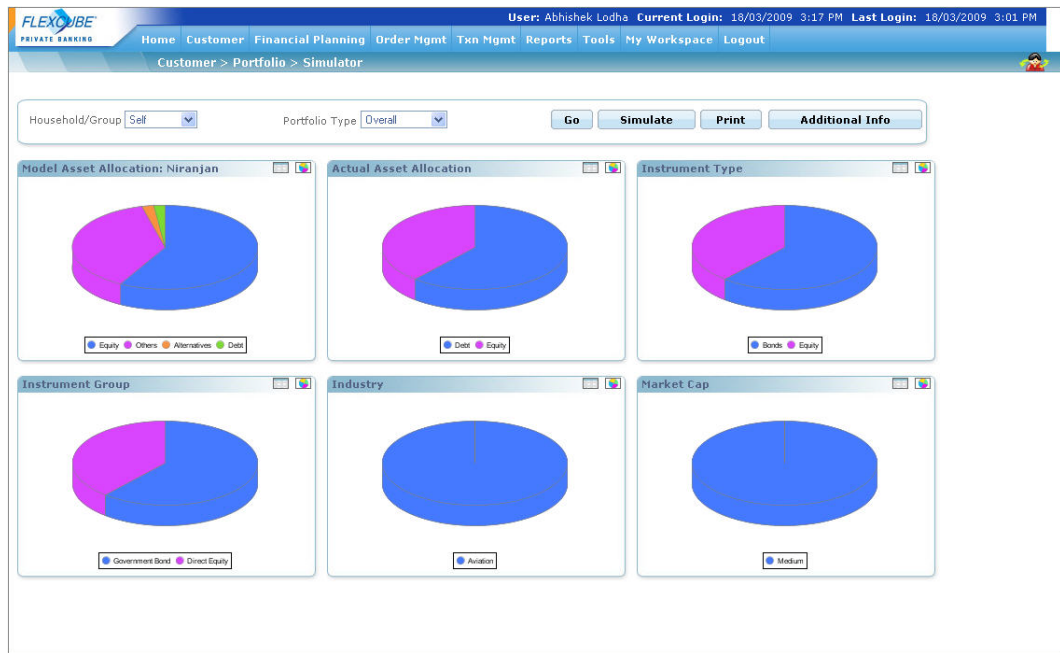 FLEXCUBE
PRIVATE BANKING
User: Abhishek Lodha Current Login: 18/03/2009 3:17 PM Last Login: 18/03/2009 3:01 PM
Home Customer Financial Planning Order Mgmt Txn Mgmt Reports Tools My Workspace Logout
Customer > Portfolio > Simulator
Household/Group Self Portfolio Type Overall Go Simulate Print Additional Info
Model Asset Allocation: Niranjan
Equity Others Alternatives Debt
Actual Asset Allocation
Debt Equity
Instrument Type
Bonds Equity
Instrument Group
Government Bond Direct Equity
Industry
Aviation
Market Cap
Medium